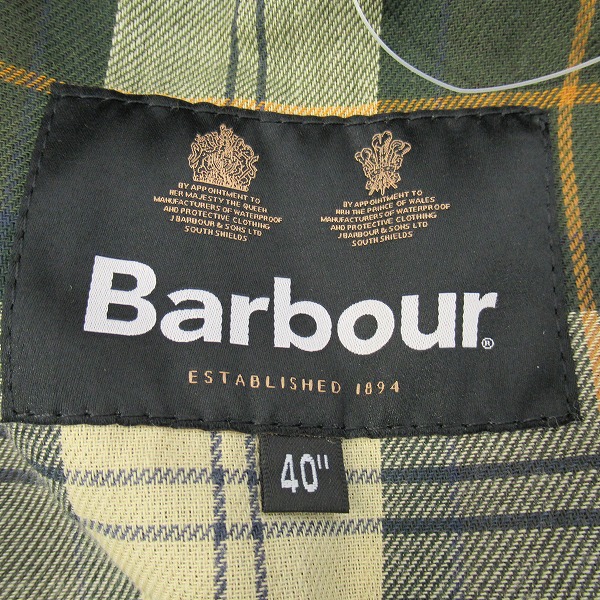 BY APPOINTMENT TO
HER MAJESTY THE QUEEN
MANUFACTURERS OF WATERPROOF
AND PROTECTIVE CLOTHING
J BARBOUR & SONS LTD
SOUTH SHIELDS
BY APPOINTMENT TO
HRH THE PRINCE OF WALES
MANUFACTURERS OF WATERPROOF
AND PROTECTIVE CLOTHING
J BARBOUR & SONS LTD
SOUTH SHIELDS
Barbour®
ESTABLISHED 1894
40"